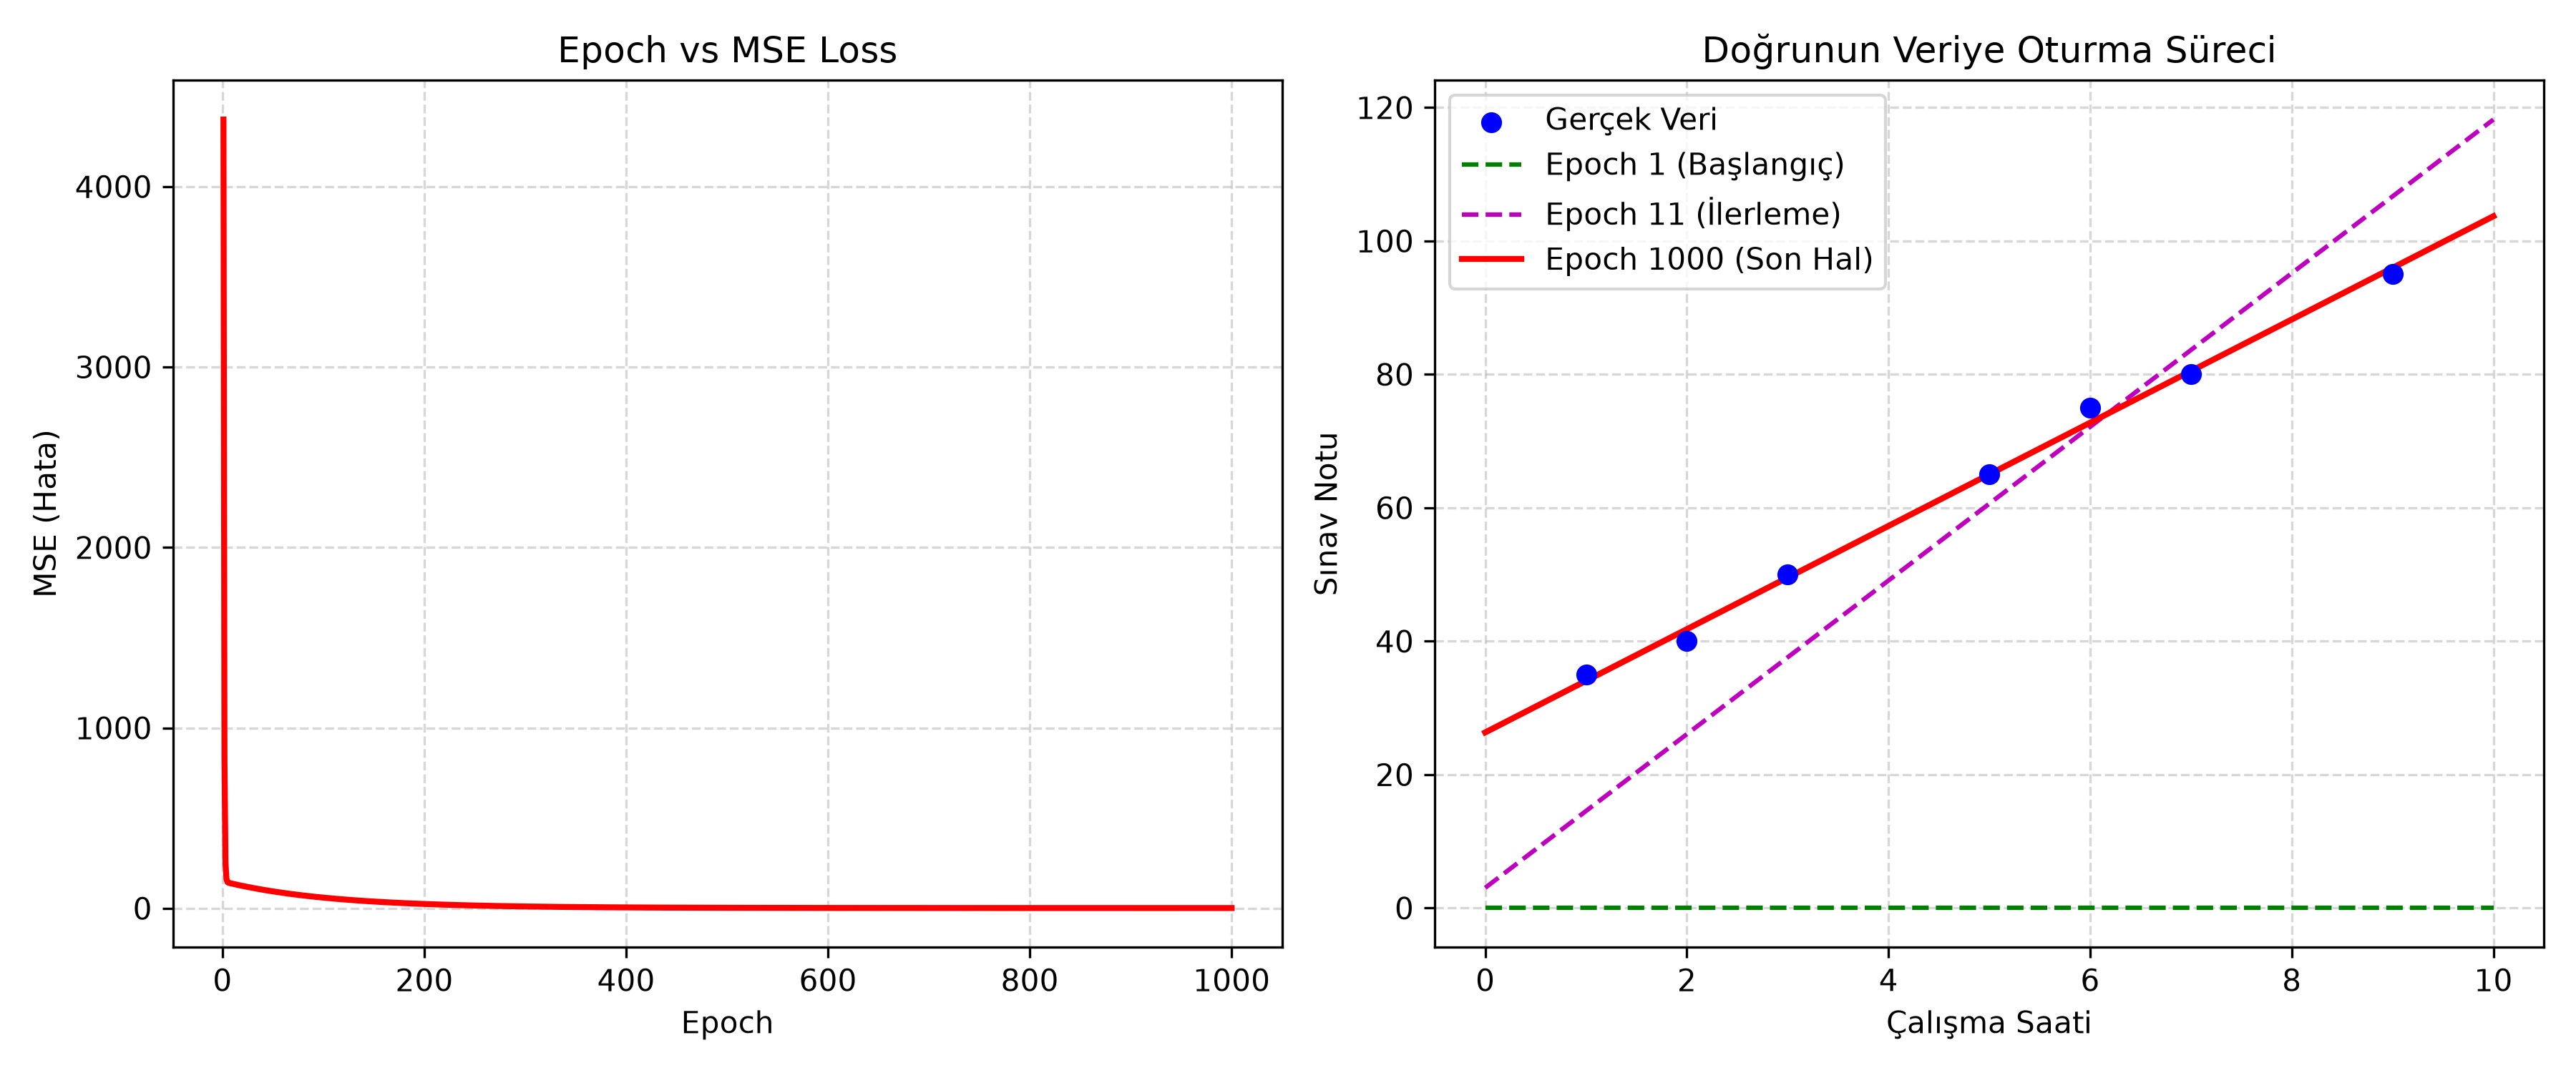 Epoch vs MSE Loss
MSE (Hata)
4000
3000
2000
1000
0
0 200 400 600 800 1000
Epoch
Doğrunun Veriye Oturma Süreci
Gerçek Veri
Epoch 1 (Başlangıç)
Epoch 11 (İlerleme)
Epoch 1000 (Son Hal)
Sınav Notu
120
100
80
60
40
20
0
0 2 4 6 8 10
Çalışma Saati